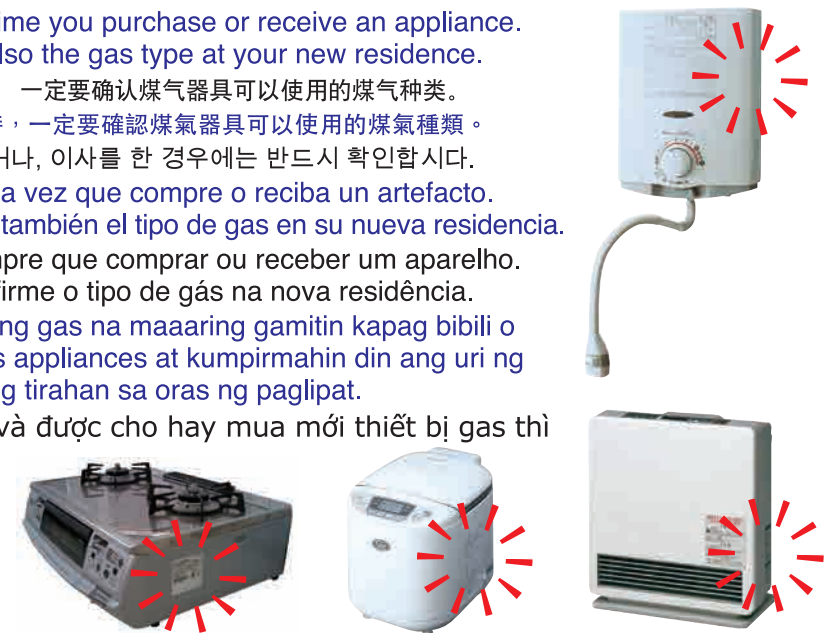 ime you purchase or receive an appliance.
lso the gas type at your new residence.
一定要确认煤气器具可以使用的煤气种类。
，一定要確認煤氣器具可以使用的煤氣種類。
거나, 이사를 한 경우에는 반드시 확인합시다.
a vez que compre o reciba un artefacto.
también el tipo de gas en su nueva residencia.
pre que comprar ou receber um aparelho.
firme o tipo de gás na nova residência.
ng gas na maaaring gamitin kapag bibili o
s appliances at kumpirmahin din ang uri ng
g tirahan sa oras ng paglipat.
và được cho hay mua mới thiết bị gas thì